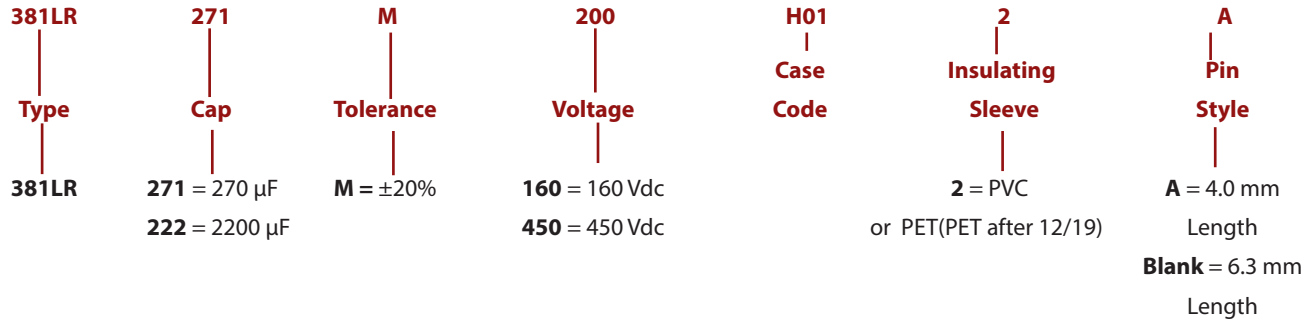 381LR 271 M 200 H01 2 A
Case Insulating Pin
Type Cap Tolerance Voltage Code Sleeve Style
381LR 271 = 270 µF M = ±20% 160 = 160 Vdc 2 = PVC A = 4.0 mm
222 = 2200 µF 450 = 450 Vdc or PET(PET after 12/19) Length
Blank = 6.3 mm
Length